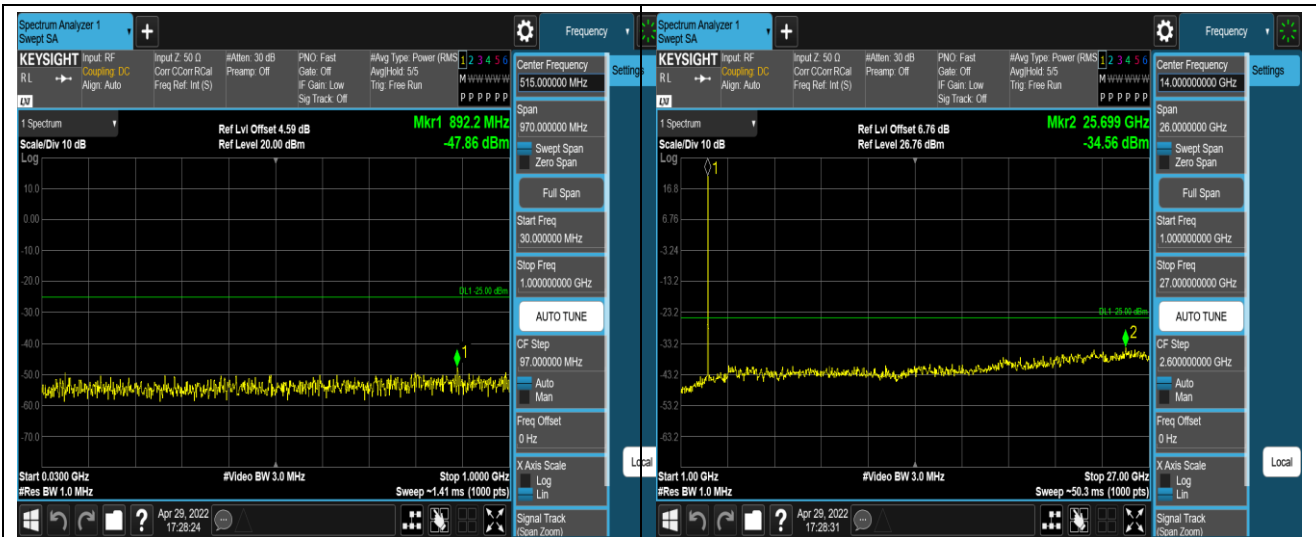 Spectrum Analyzer 1
Swept SA
+
Frequency
KEYSIGHT
RL
LXI
Input: RF
Coupling: DC
Align: Auto
Input Z: 50 Ω
Corr CCorr RCal
Freq Ref: Int (S)
#Atten: 30 dB
Preamp: Off
PNO: Fast
Gate: Off
IF Gain: Low
Sig Track: Off
#Avg Type: Power (RMS
Avg|Hold: 5/5
Trig: Free Run
1 2 3 4 5 6
M W W W W W
P P P P P P
1 Spectrum
Scale/Div 10 dB
Ref Lvl Offset 4.59 dB
Ref Level 20.00 dBm
Mkr1 892.2 MHz
-47.86 dBm
Log
10.0
0.00
-10.0
-20.0
DL1 -25.00 dBm
-30.0
-40.0
1
-50.0
-60.0
-70.0
Start 0.0300 GHz
#Res BW 1.0 MHz
#Video BW 3.0 MHz
Stop 1.0000 GHz
Sweep ~1.41 ms (1000 pts)
Center Frequency
515.000000 MHz
Span
970.000000 MHz
Swept Span
Zero Span
Full Span
Start Freq
30.000000 MHz
Stop Freq
1.000000000 GHz
AUTO TUNE
CF Step
97.000000 MHz
Auto
Man
Freq Offset
0 Hz
X Axis Scale
Log
Lin
Signal Track
(Span Zoom)
Settings
Local
?
Apr 29, 2022
17:28:24
Spectrum Analyzer 1
Swept SA
+
Frequency
KEYSIGHT
RL
LXI
Input: RF
Coupling: DC
Align: Auto
Input Z: 50 Ω
Corr CCorr RCal
Freq Ref: Int (S)
#Atten: 30 dB
Preamp: Off
PNO: Fast
Gate: Off
IF Gain: Low
Sig Track: Off
#Avg Type: Power (RMS
Avg|Hold: 5/5
Trig: Free Run
1 2 3 4 5 6
M W W W W W
P P P P P P
1 Spectrum
Scale/Div 10 dB
Ref Lvl Offset 6.76 dB
Ref Level 26.76 dBm
Mkr2 25.699 GHz
-34.56 dBm
Log
1
16.8
6.76
-3.24
-13.2
-23.2
DL1 -25.00 dBm
2
-33.2
-43.2
-53.2
-63.2
Start 1.00 GHz
#Res BW 1.0 MHz
#Video BW 3.0 MHz
Stop 27.00 GHz
Sweep ~50.3 ms (1000 pts)
Center Frequency
14.000000000 GHz
Span
26.0000000 GHz
Swept Span
Zero Span
Full Span
Start Freq
1.000000000 GHz
Stop Freq
27.000000000 GHz
AUTO TUNE
CF Step
2.600000000 GHz
Auto
Man
Freq Offset
0 Hz
X Axis Scale
Log
Lin
Signal Track
(Span Zoom)
Settings
Local
?
Apr 29, 2022
17:28:31